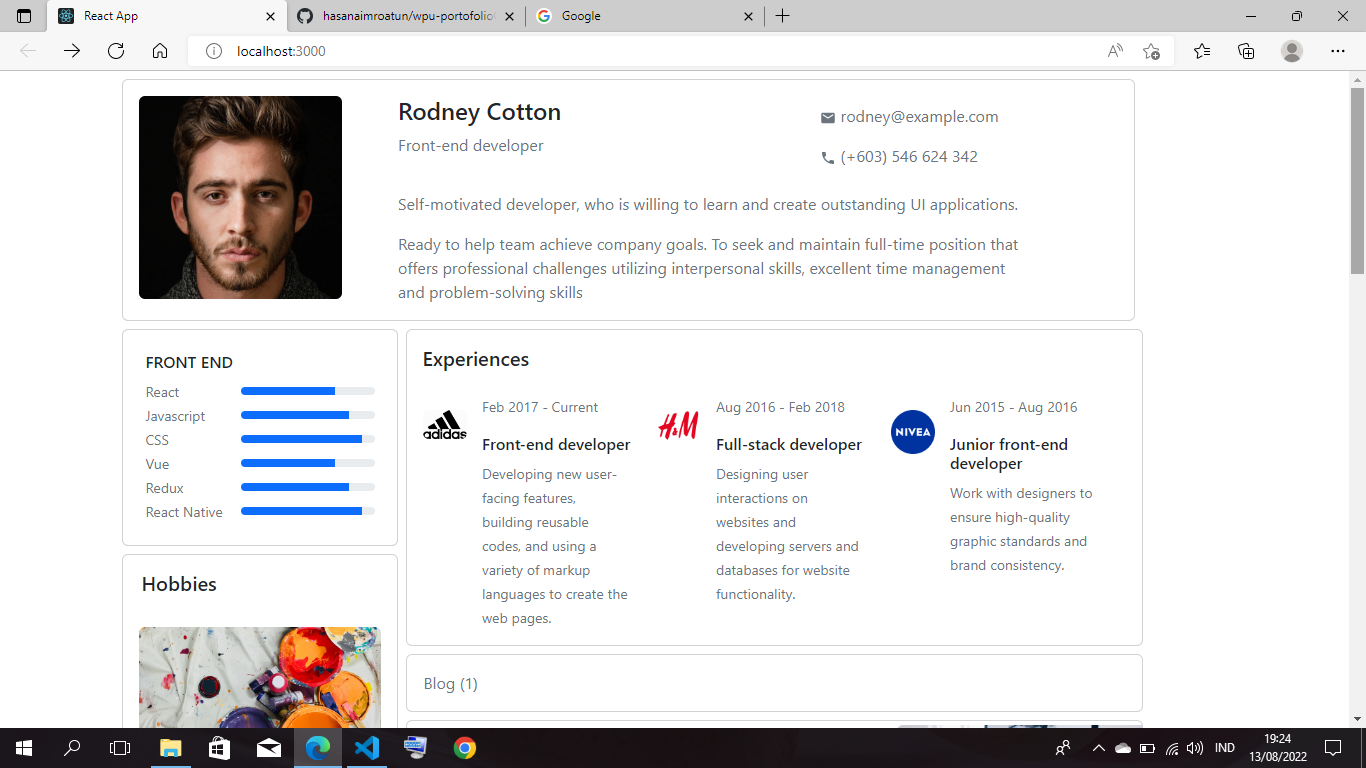 React App
hasanaimroatun/wpu-portofolio
Google
localhost:3000
Rodney Cotton
Front-end developer
rodney@example.com
(+603) 546 624 342
Self-motivated developer, who is willing to learn and create outstanding UI applications.
Ready to help team achieve company goals. To seek and maintain full-time position that
offers professional challenges utilizing interpersonal skills, excellent time management
and problem-solving skills
FRONT END
React
Javascript
CSS
Vue
Redux
React Native
Hobbies
Experiences
adidas
Feb 2017 - Current
Front-end developer
Developing new user-
facing features,
building reusable
codes, and using a
variety of markup
languages to create the
web pages.
H&M
Aug 2016 - Feb 2018
Full-stack developer
Designing user
interactions on
websites and
developing servers and
databases for website
functionality.
NIVEA
Jun 2015 - Aug 2016
Junior front-end
developer
Work with designers to
ensure high-quality
graphic standards and
brand consistency.
Blog (1)
IND
19:24
13/08/2022